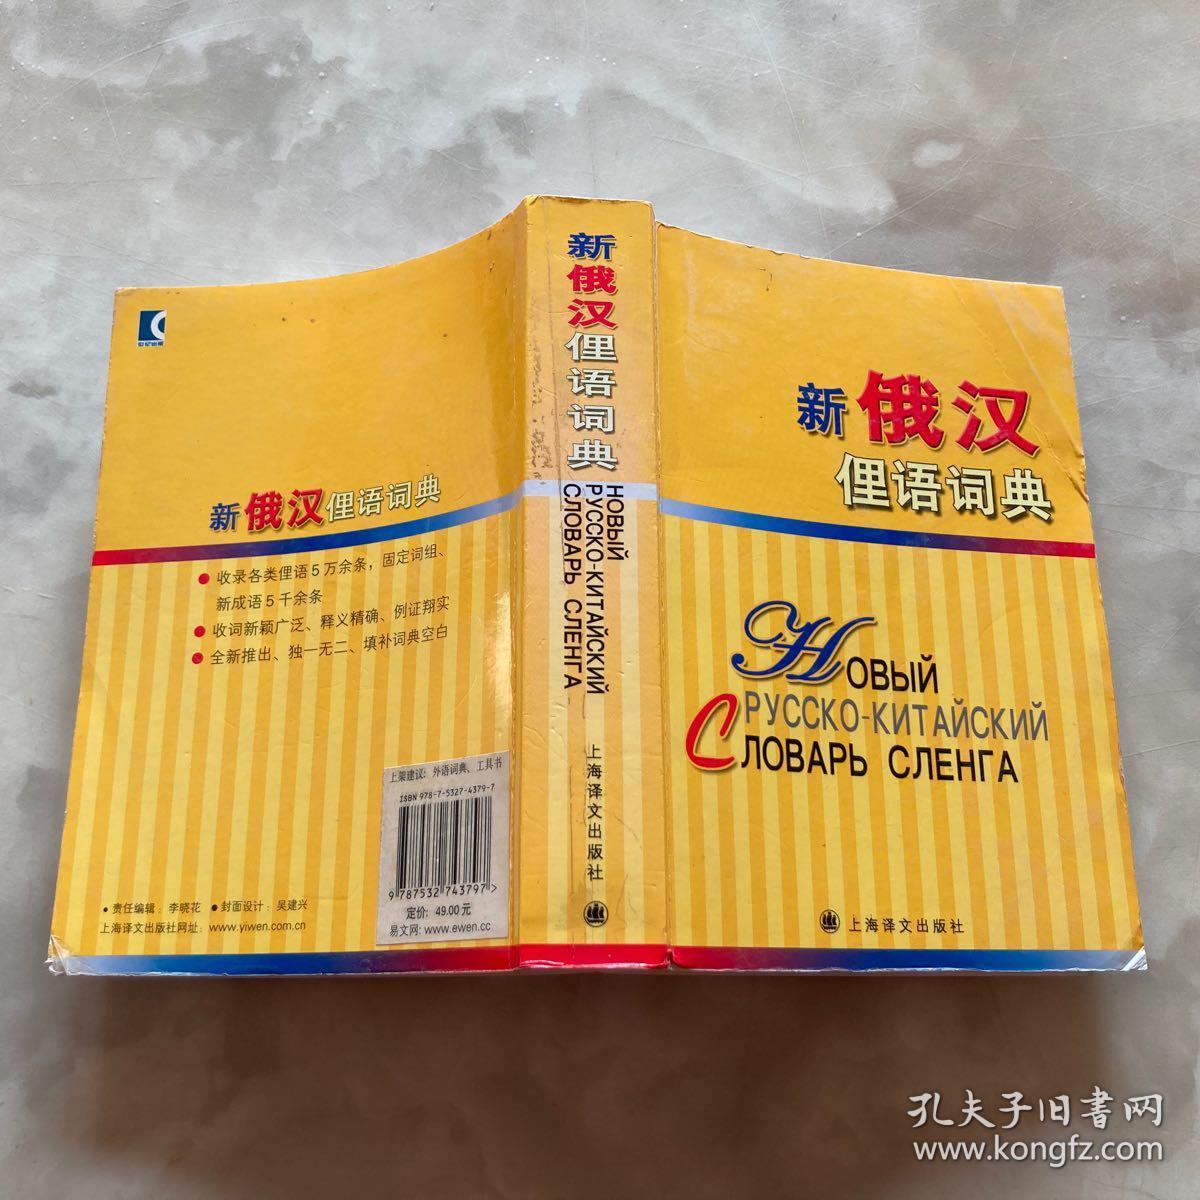 世纪出版
新俄汉俚语词典
收录各类俚语5万余条，固定词组、
新成语5千余条
收词新颖广泛、释义精确、例证翔实
全新推出、独一无二、填补词典空白
上架建议：外语词典、工具书
ISBN 978-7-5327-4379-7
9 787532 743797 >
定价：49.00元
易文网：www.ewen.cc
• 责任编辑：李晓花 • 封面设计：吴建兴
上海译文出版社网址：www.yiwen.com.cn
新俄汉俚语词典
НОВЫЙ
РУССКО-КИТАЙСКИЙ
СЛОВАРЬ СЛЕНГА
上海译文出版社
新俄汉
俚语词典
НОВЫЙ
РУССКО-КИТАЙСКИЙ
СЛОВАРЬ СЛЕНГА
上海译文出版社
孔夫子旧书网
www.kongfz.com